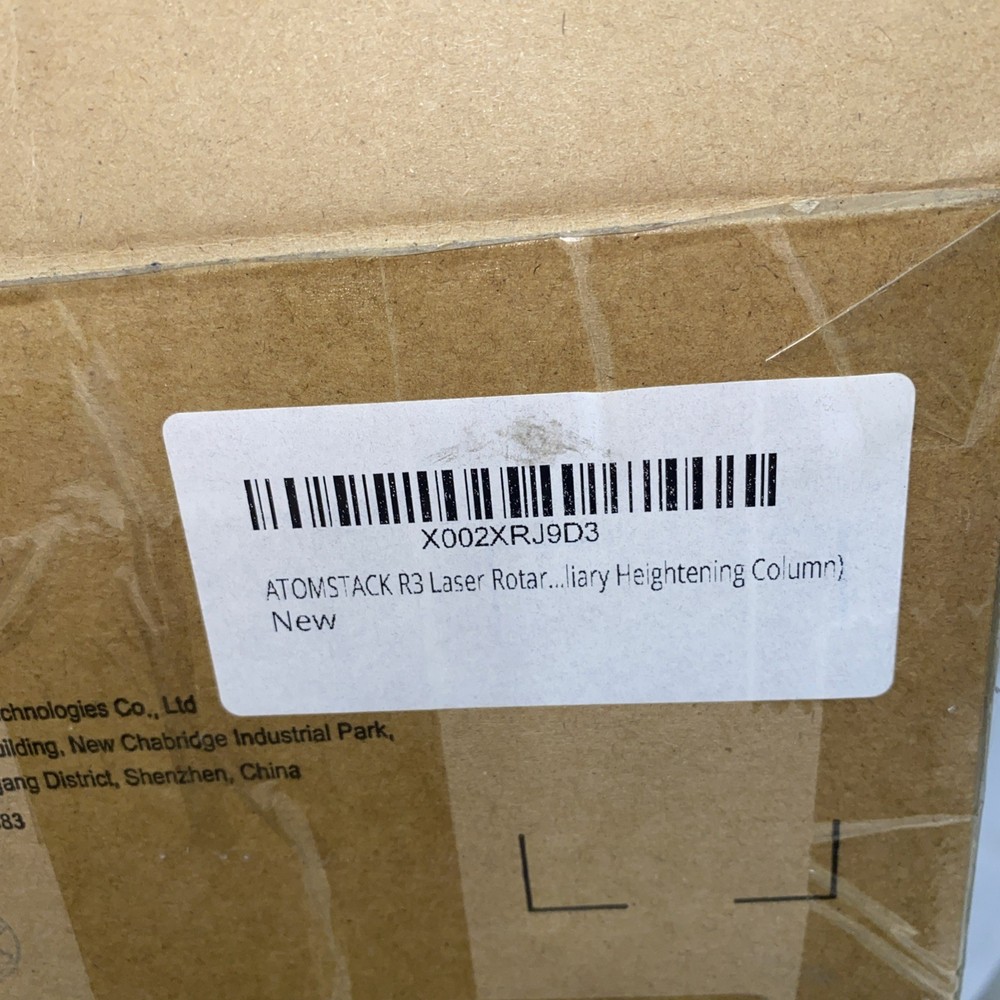 X002XRJ9D3
ATOMSTACK R3 Laser Rotar...liary Heightening Column)
New
chnologies Co., Ltd
uilding, New Chabridge Industrial Park,
gang District, Shenzhen, China
83